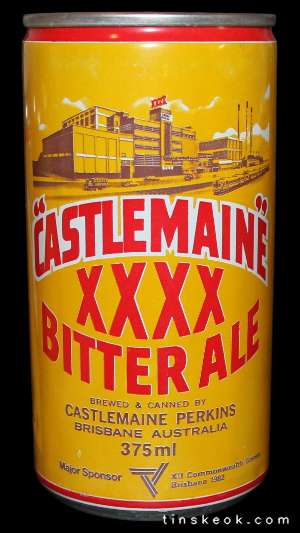 XXXX
"CASTLEMAINE"
XXXX
BITTER ALE
BREWED & CANNED BY
CASTLEMAINE PERKINS
BRISBANE AUSTRALIA
375ml
Major Sponsor
XII Commonwealth Games
Brisbane 1982
tinskeok.com